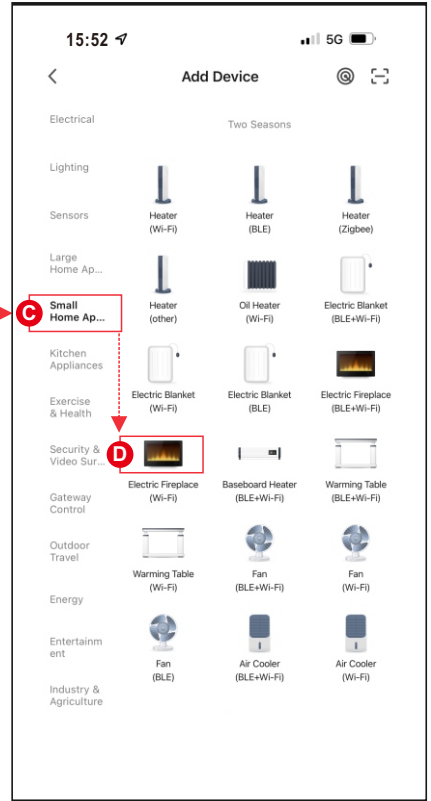 15:52
5G
Add Device
Electrical
Lighting
Sensors
Large
Home Ap...
C
Small
Home Ap...
Kitchen
Appliances
Exercise
& Health
Security &
Video Sur...
Gateway
Control
Outdoor
Travel
Energy
Entertainm
ent
Industry &
Agriculture
Two Seasons
Heater
(Wi-Fi)
Heater
(BLE)
Heater
(Zigbee)
Heater
(other)
Oil Heater
(Wi-Fi)
Electric Blanket
(BLE+Wi-Fi)
Electric Blanket
(Wi-Fi)
Electric Blanket
(BLE)
Electric Fireplace
(BLE+Wi-Fi)
D
Electric Fireplace
(Wi-Fi)
Baseboard Heater
(BLE+Wi-Fi)
Warming Table
(BLE+Wi-Fi)
Warming Table
(Wi-Fi)
Fan
(BLE+Wi-Fi)
Fan
(Wi-Fi)
Fan
(BLE)
Air Cooler
(BLE+Wi-Fi)
Air Cooler
(Wi-Fi)